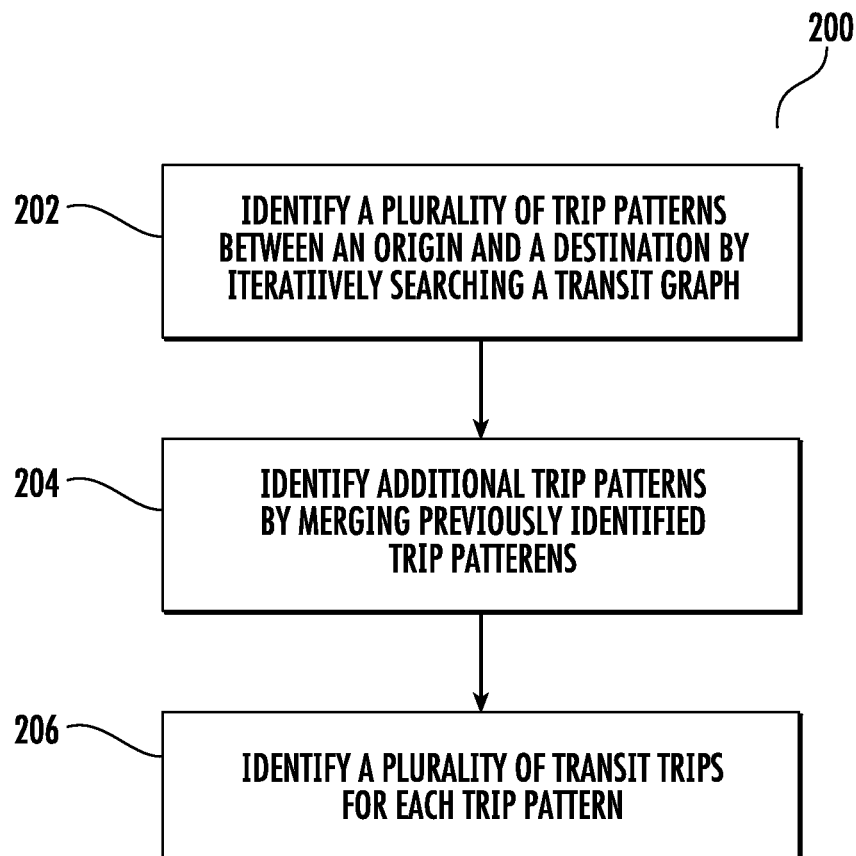 200
202
IDENTIFY A PLURALITY OF TRIP PATTERNS
BETWEEN AN ORIGIN AND A DESTINATION BY
ITERATIIVELY SEARCHING A TRANSIT GRAPH
204
IDENTIFY ADDITIONAL TRIP PATTERNS
BY MERGING PREVIOUSLY IDENTIFIED
TRIP PATTERENS
206
IDENTIFY A PLURALITY OF TRANSIT TRIPS
FOR EACH TRIP PATTERN